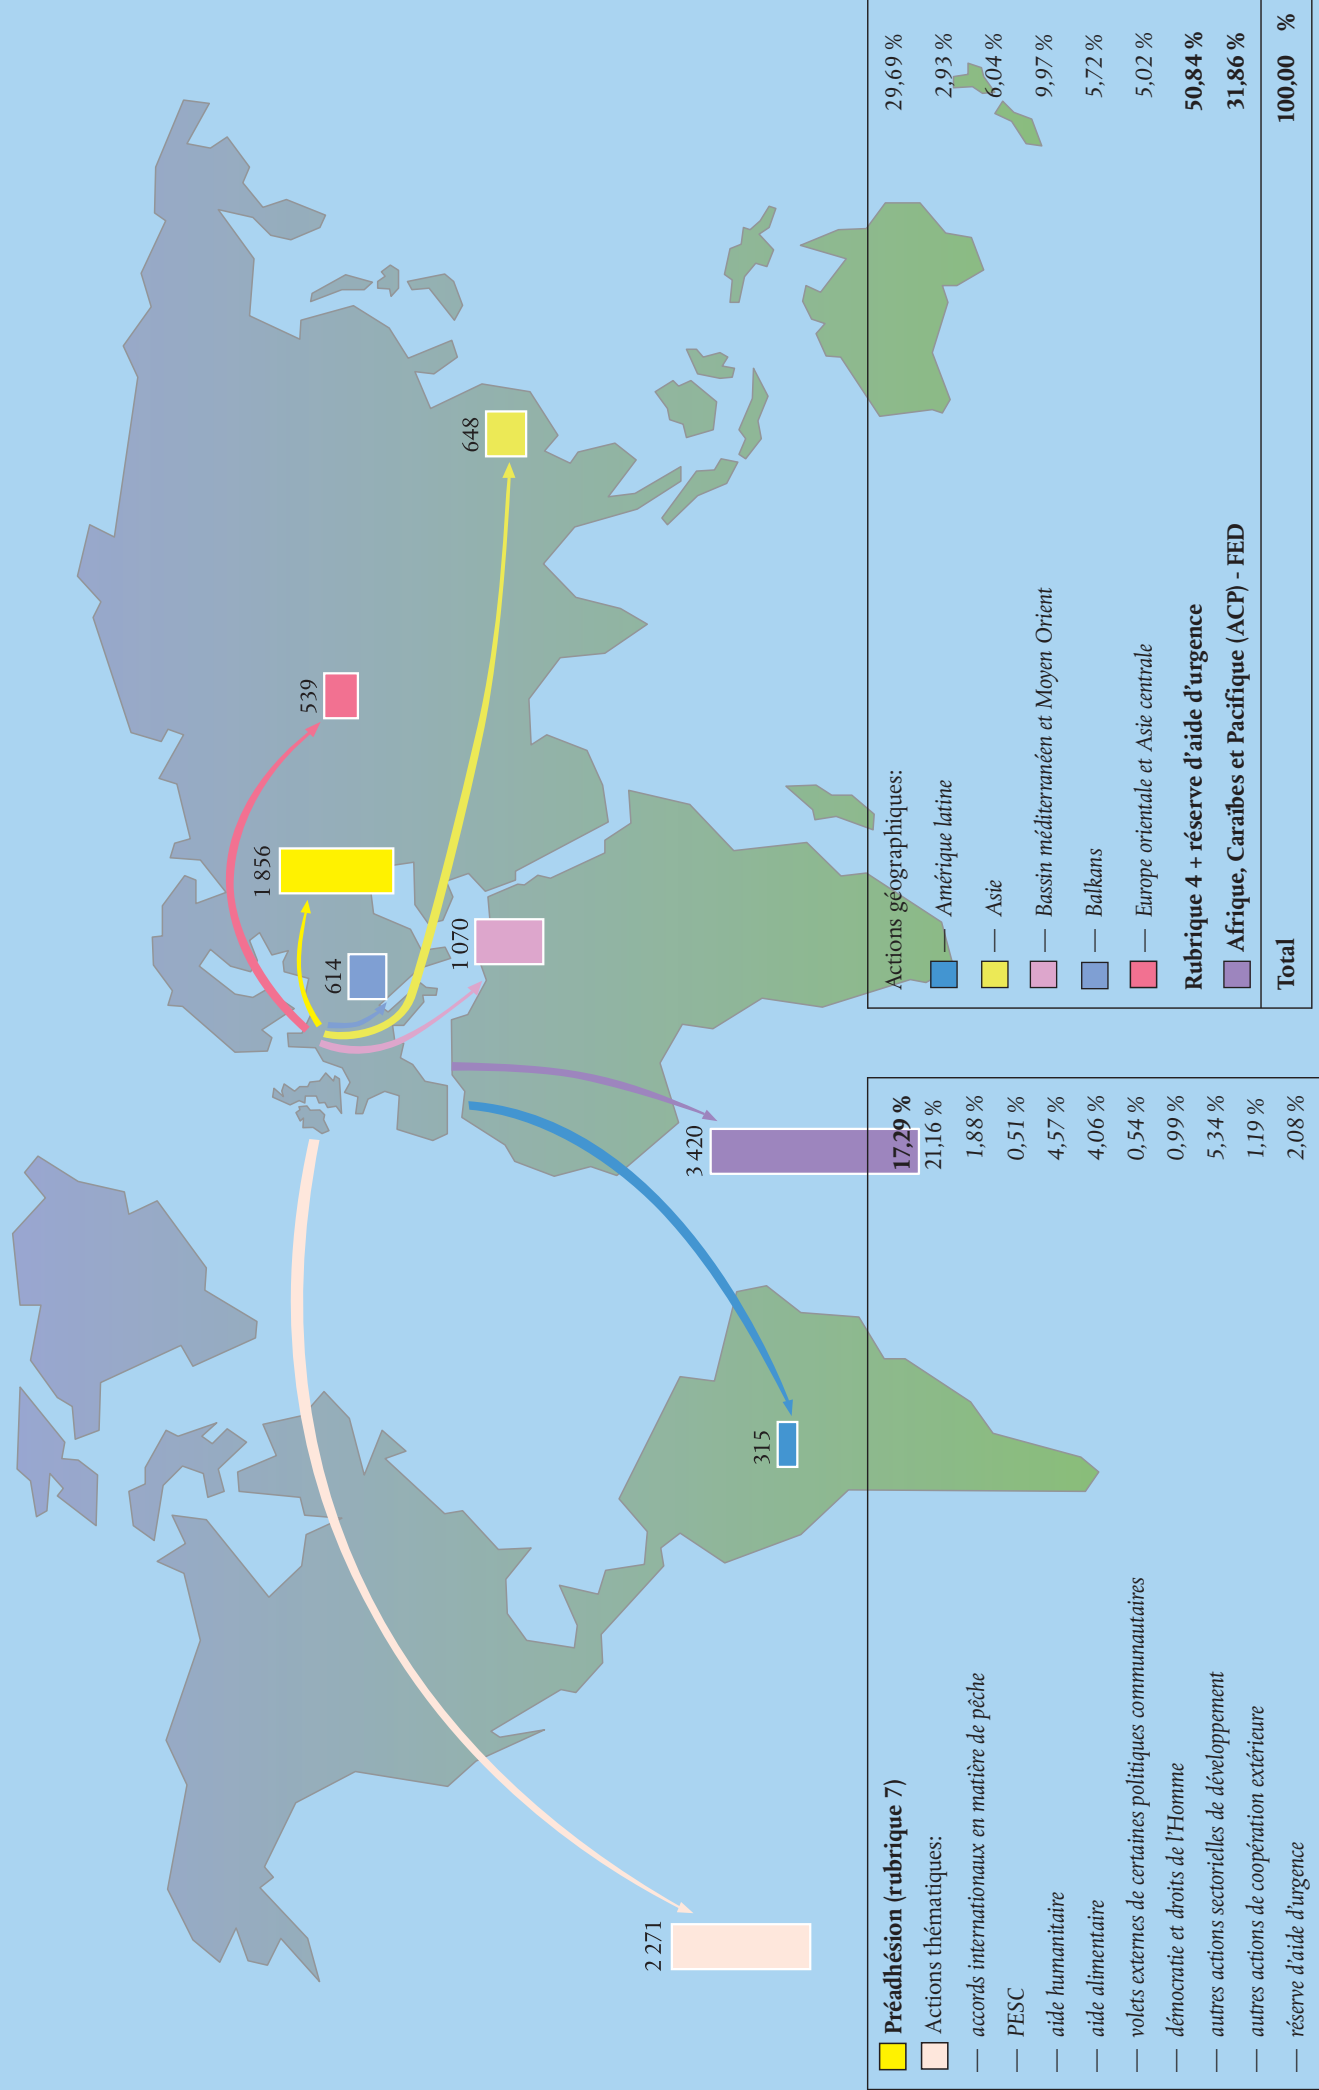 2 271
315
3 420
614
1 070
1 856
539
648
Préadhésion (rubrique 7) 17,29 %
Actions thématiques: 21,16 %
— accords internationaux en matière de pêche 1,88 %
— PESC 0,51 %
— aide humanitaire 4,57 %
— aide alimentaire 4,06 %
— volets externes de certaines politiques communautaires 0,54 %
— démocratie et droits de l'Homme 0,99 %
— autres actions sectorielles de développement 5,34 %
— autres actions de coopération extérieure 1,19 %
— réserve d'aide d'urgence 2,08 %
Actions géographiques: 29,69 %
— Amérique latine 2,93 %
— Asie 6,04 %
— Bassin méditerranéen et Moyen Orient 9,97 %
— Balkans 5,72 %
— Europe orientale et Asie centrale 5,02 %
Rubrique 4 + réserve d'aide d'urgence 50,84 %
Afrique, Caraïbes et Pacifique (ACP) - FED 31,86 %
Total 100,00 %